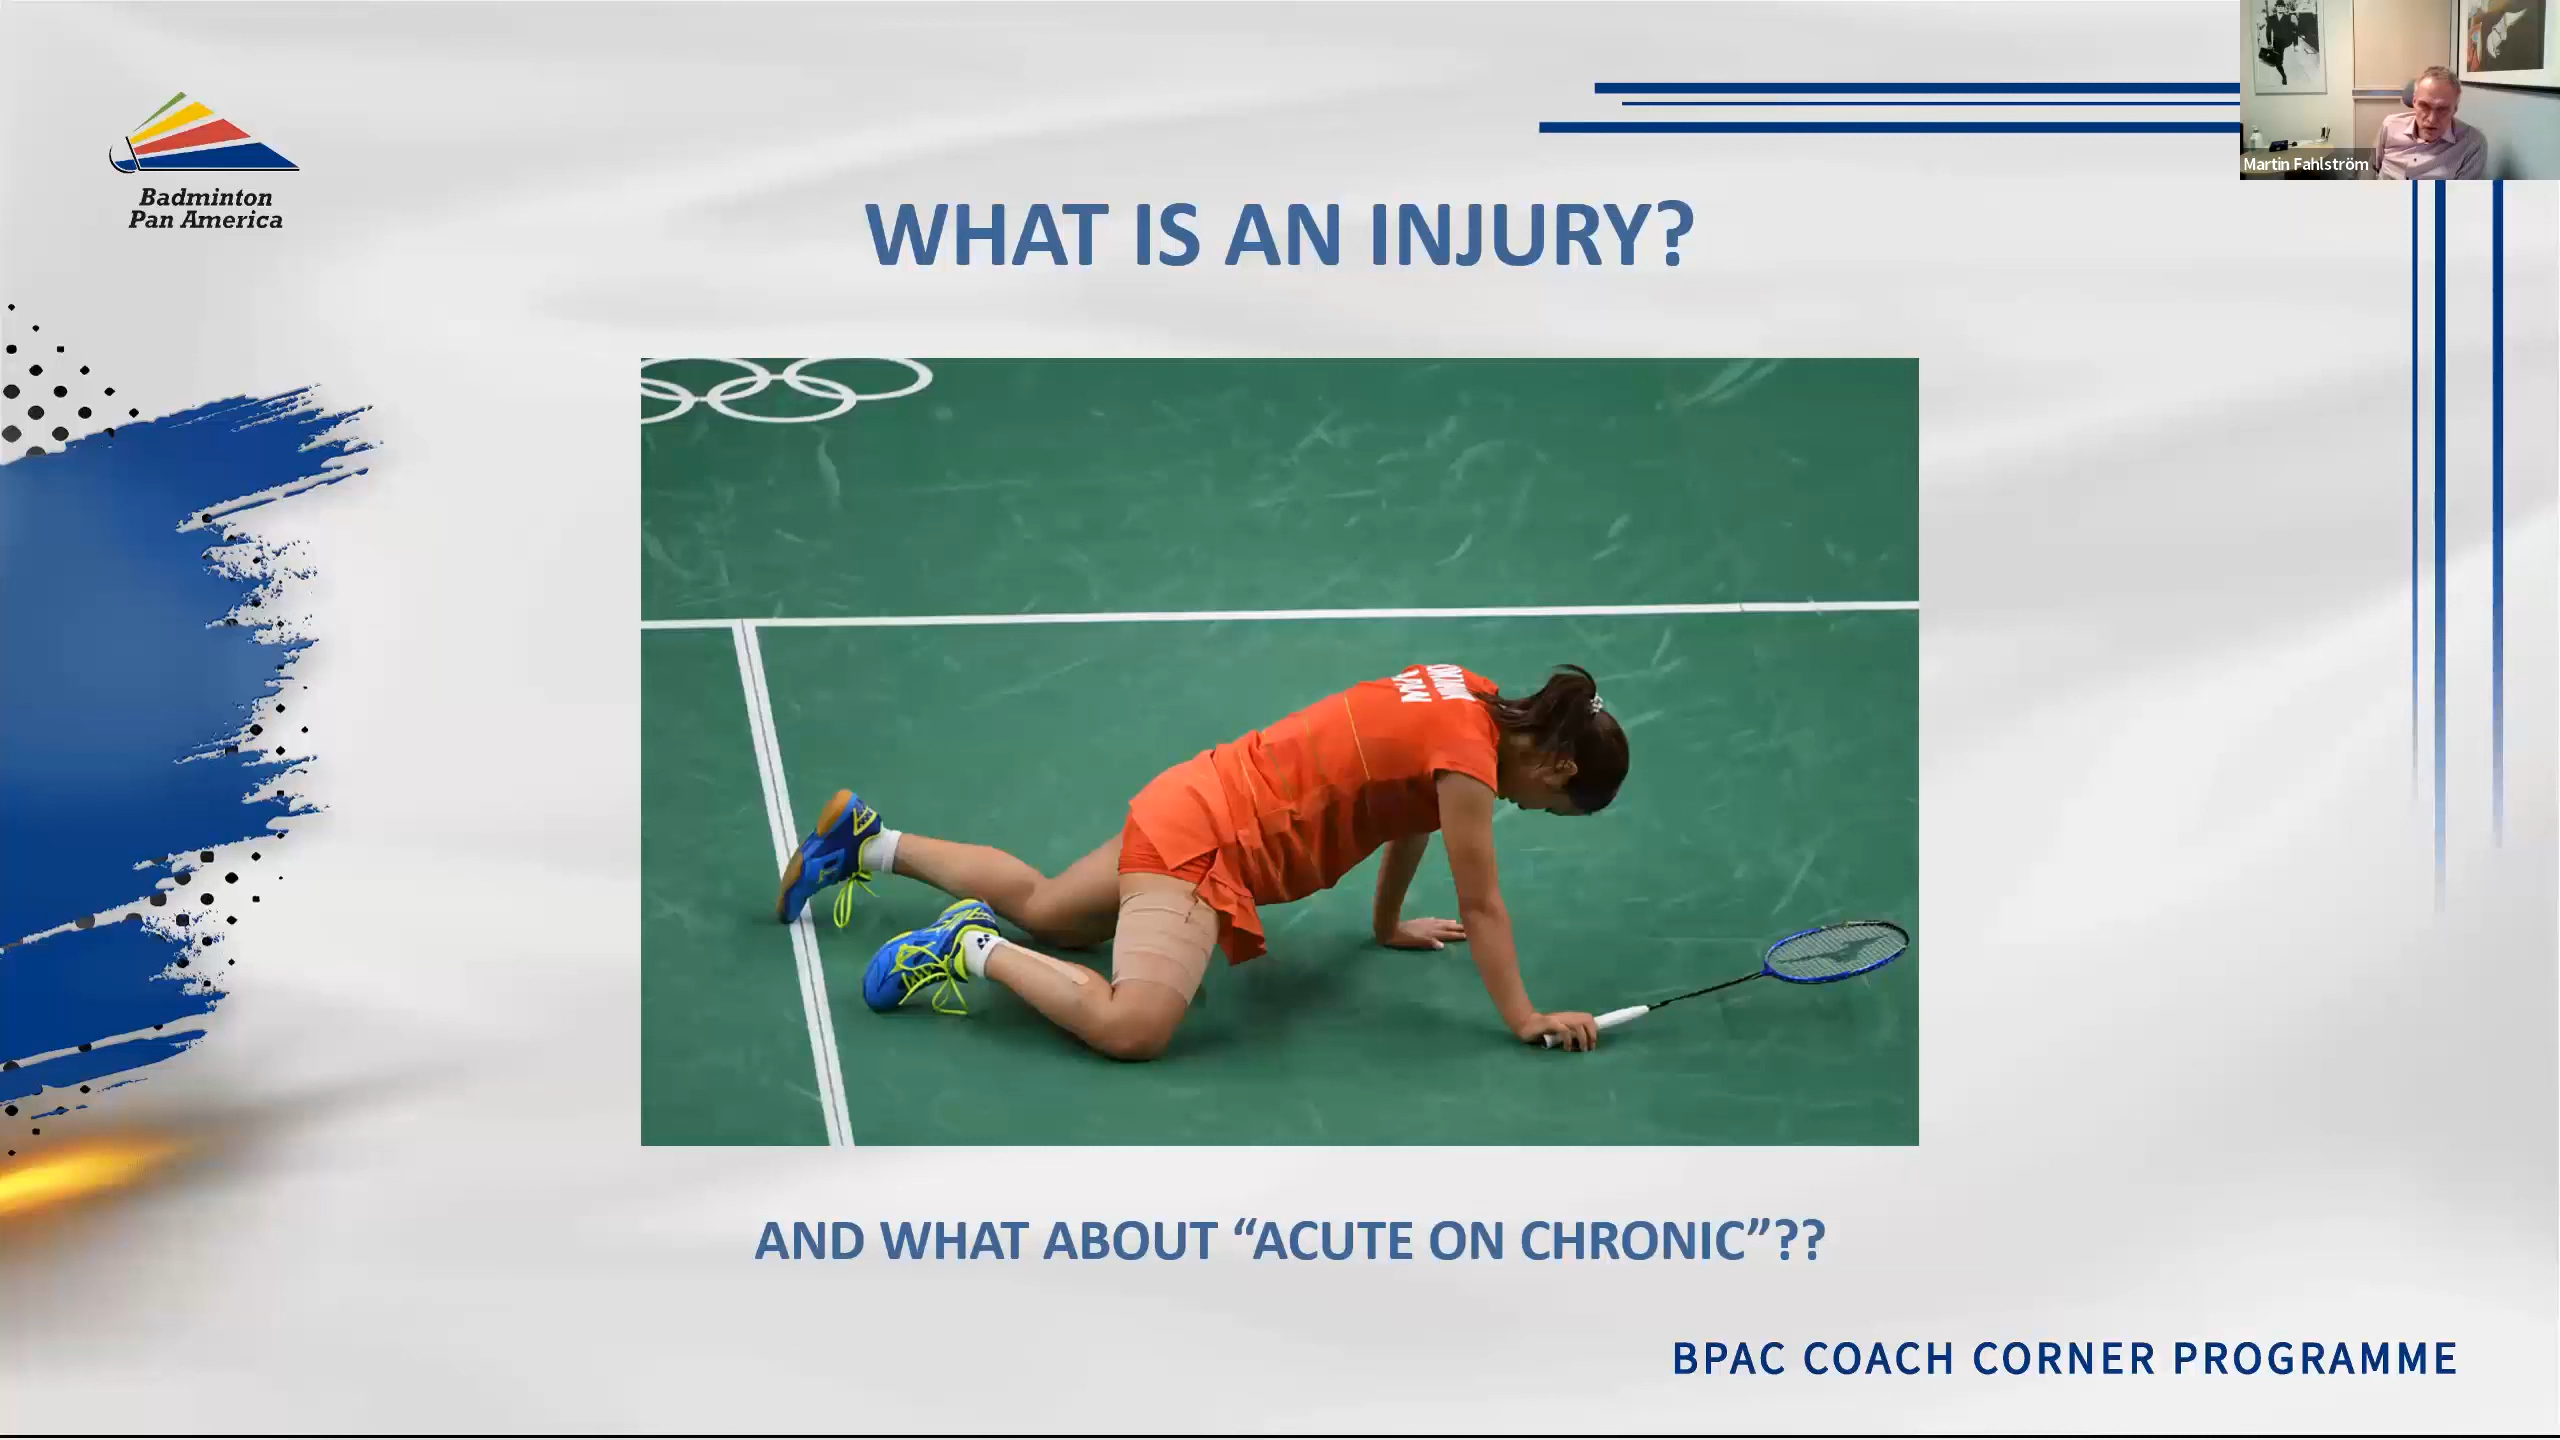 Badminton
Pan America
Martin Fahlström
WHAT IS AN INJURY?
AND WHAT ABOUT “ACUTE ON CHRONIC”??
BPAC COACH CORNER PROGRAMME